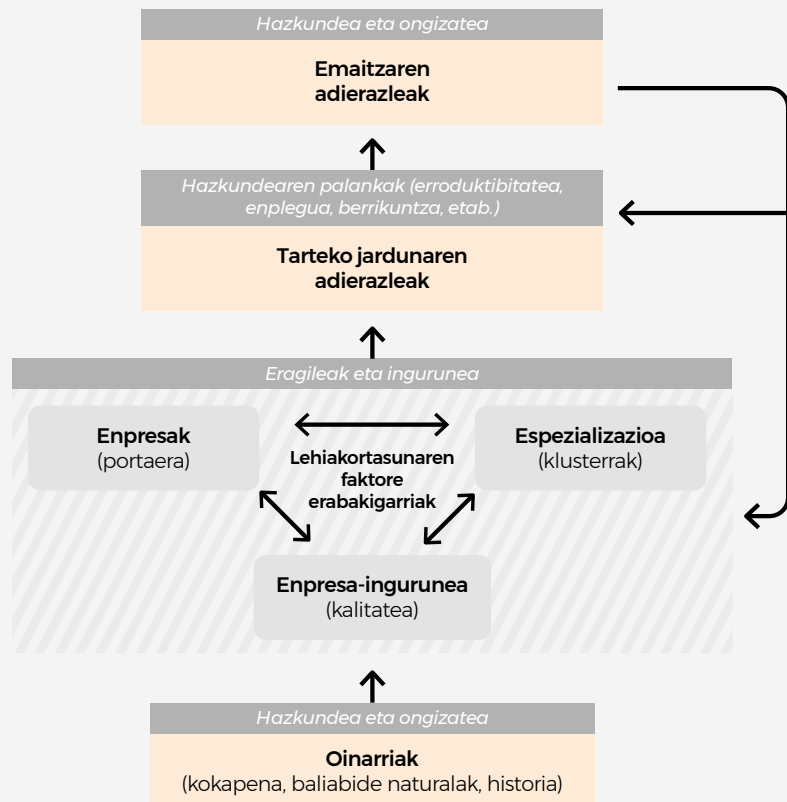 Hazkundea eta ongizatea
Emaitzaren
adierazleak
Hazkundearen palankak (erroduktibitatea,
enplegua, berrikuntza, etab.)
Tarteko jardunaren
adierazleak
Eragileak eta ingurunea
Enpresak
(portaera)
Lehiakortasunaren
faktore
erabakigarriak
Espezializazioa
(klusterrak)
Enpresa-ingurunea
(kalitatea)
Hazkundea eta ongizatea
Oinarriak
(kokapena, baliabide naturalak, historia)